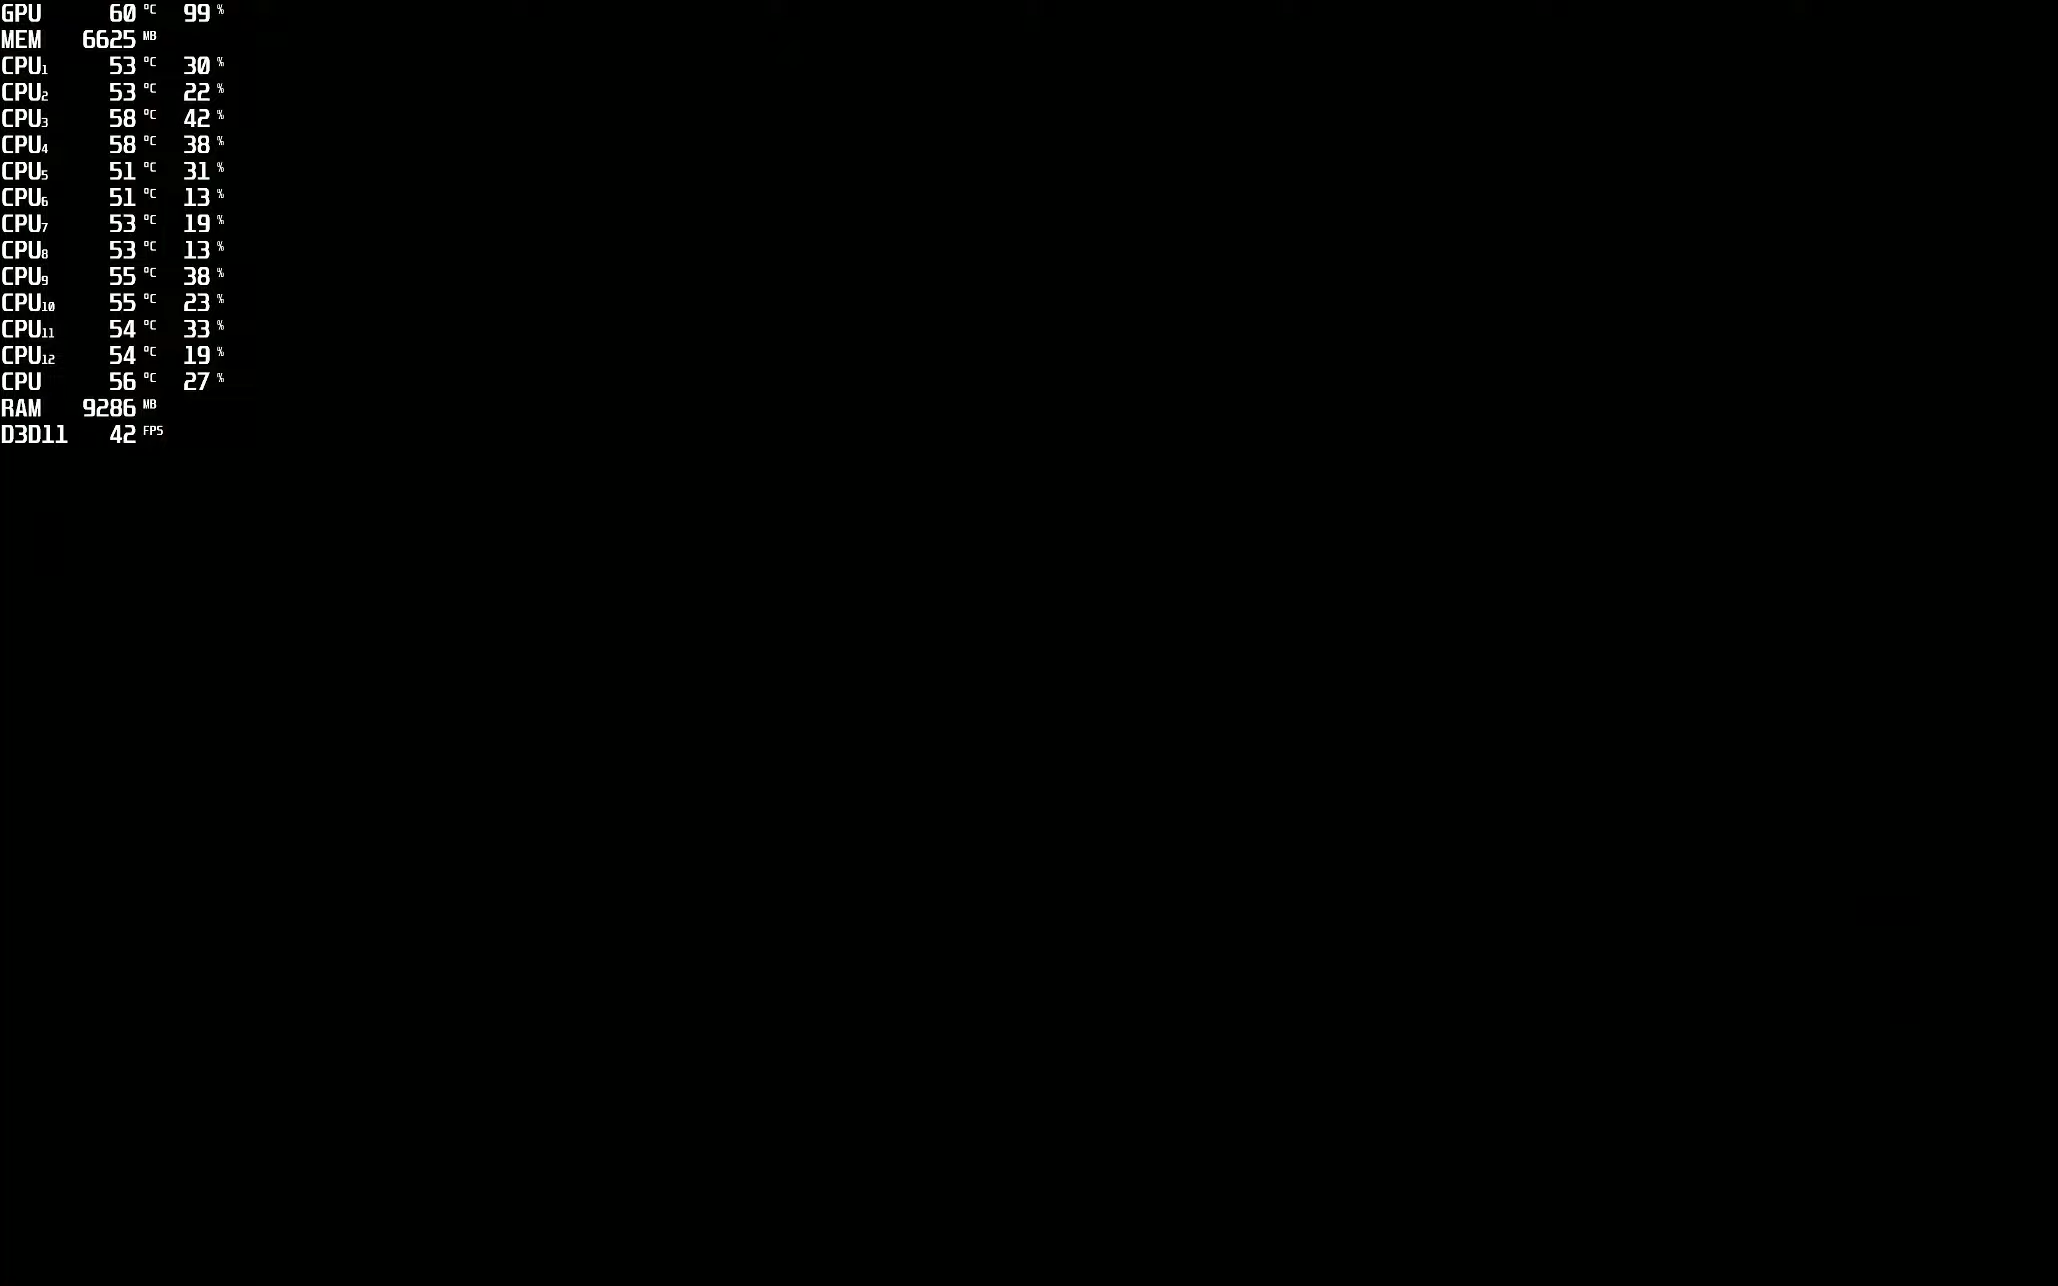 GPU 60 °C 99 %
MEM 6625 MB
CPU1 53 °C 30 %
CPU2 53 °C 22 %
CPU3 58 °C 42 %
CPU4 58 °C 38 %
CPU5 51 °C 31 %
CPU6 51 °C 13 %
CPU7 53 °C 19 %
CPU8 53 °C 13 %
CPU9 55 °C 38 %
CPU10 55 °C 23 %
CPU11 54 °C 33 %
CPU12 54 °C 19 %
CPU 56 °C 27 %
RAM 9286 MB
D3D11 42 FPS